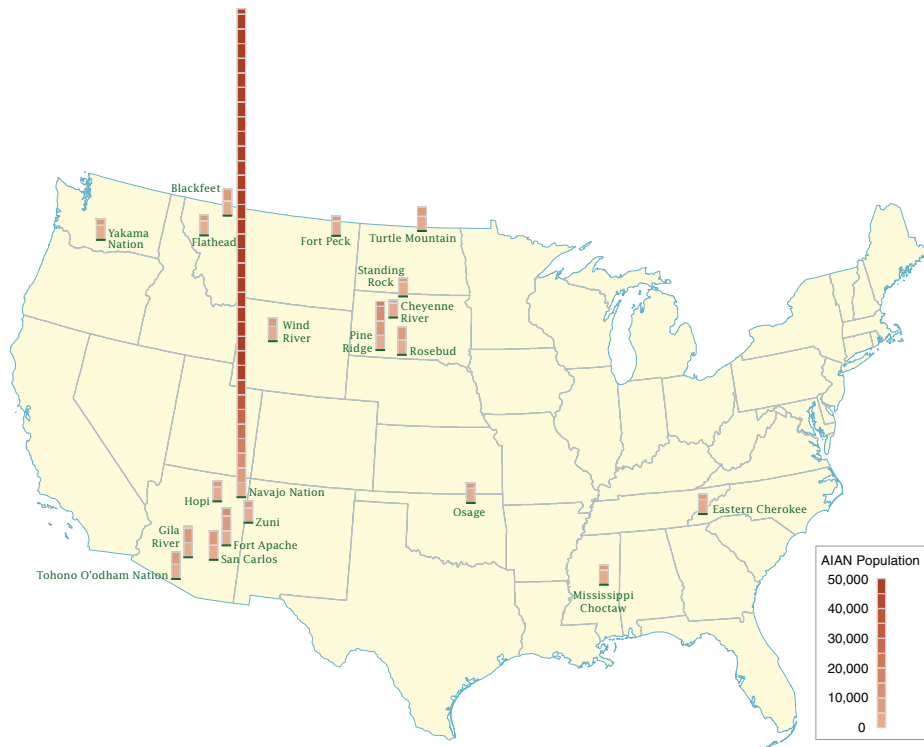 Blackfeet
Yakama
Nation
Flathead
Fort Peck
Turtle Mountain
Standing
Rock
Cheyenne
River
Wind
River
Pine
Ridge
Rosebud
Hopi
Navajo Nation
Zuni
Osage
Eastern Cherokee
Gila
River
Fort Apache
San Carlos
Tohono O'odham Nation
Mississippi
Choctaw
AIAN Population
50,000
40,000
30,000
20,000
10,000
0